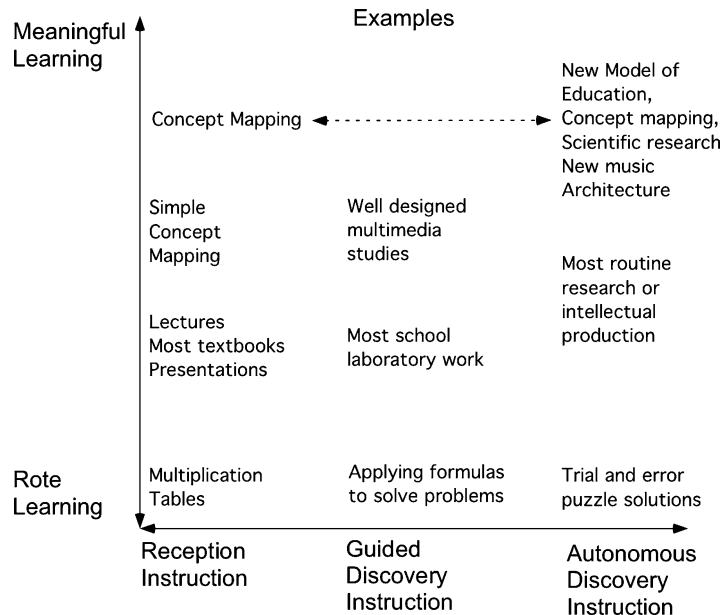 Examples
Meaningful
Learning
Concept Mapping
New Model of
Education,
Concept mapping,
Scientific research
New music
Architecture
Simple
Concept
Mapping
Well designed
multimedia
studies
Most routine
research or
intellectual
production
Lectures
Most textbooks
Presentations
Most school
laboratory work
Rote
Learning
Multiplication
Tables
Applying formulas
to solve problems
Trial and error
puzzle solutions
Reception
Instruction
Guided
Discovery
Instruction
Autonomous
Discovery
Instruction